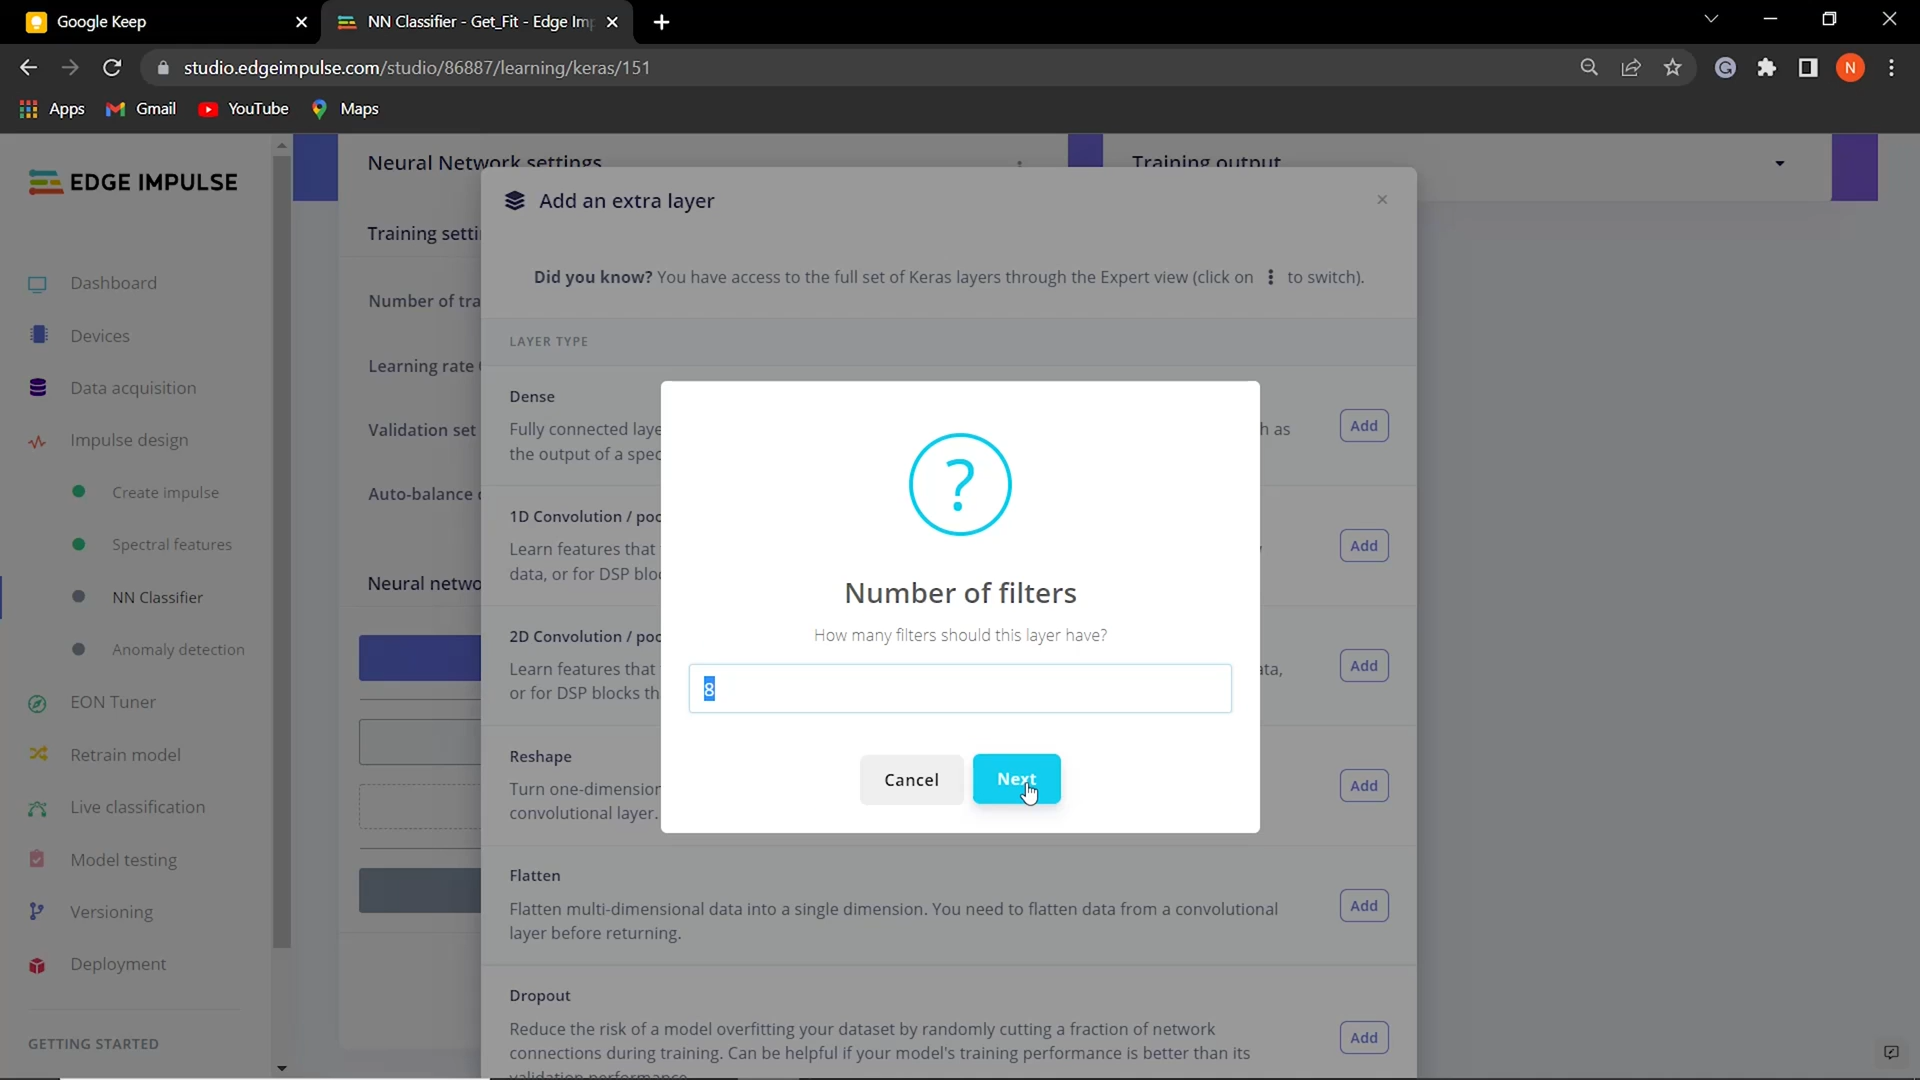 Google Keep
NN Classifier - Get_Fit - Edge Im
studio.edgeimpulse.com/studio/86887/learning/keras/151
N
Apps
Gmail
YouTube
Maps
EDGE IMPULSE
Dashboard
Devices
Data acquisition
Impulse design
Create impulse
Spectral features
NN Classifier
Anomaly detection
EON Tuner
Retrain model
Live classification
Model testing
Versioning
Deployment
GETTING STARTED
Neural Network settings
Training output
Training setti
Number of tra
Learning rate
Validation set
Auto-balance
Neural netwo
Add an extra layer
Did you know? You have access to the full set of Keras layers through the Expert view (click on ⋮ to switch).
LAYER TYPE
Dense
Fully connected laye
h as
the output of a spec
Add
1D Convolution / poo
Learn features that
data, or for DSP bloc
Add
2D Convolution / poo
Learn features that
ata,
or for DSP blocks th
Add
Reshape
Turn one-dimension
convolutional layer.
Add
Flatten
Flatten multi-dimensional data into a single dimension. You need to flatten data from a convolutional
layer before returning.
Add
Dropout
Reduce the risk of a model overfitting your dataset by randomly cutting a fraction of network
connections during training. Can be helpful if your model's training performance is better than its
validation performance.
Add
?
Number of filters
How many filters should this layer have?
8
Cancel
Next